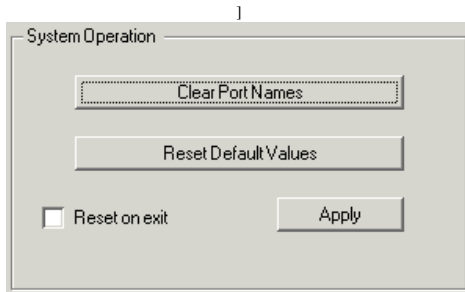 ]
System Operation
Clear Port Names
Reset Default Values
Reset on exit
Apply